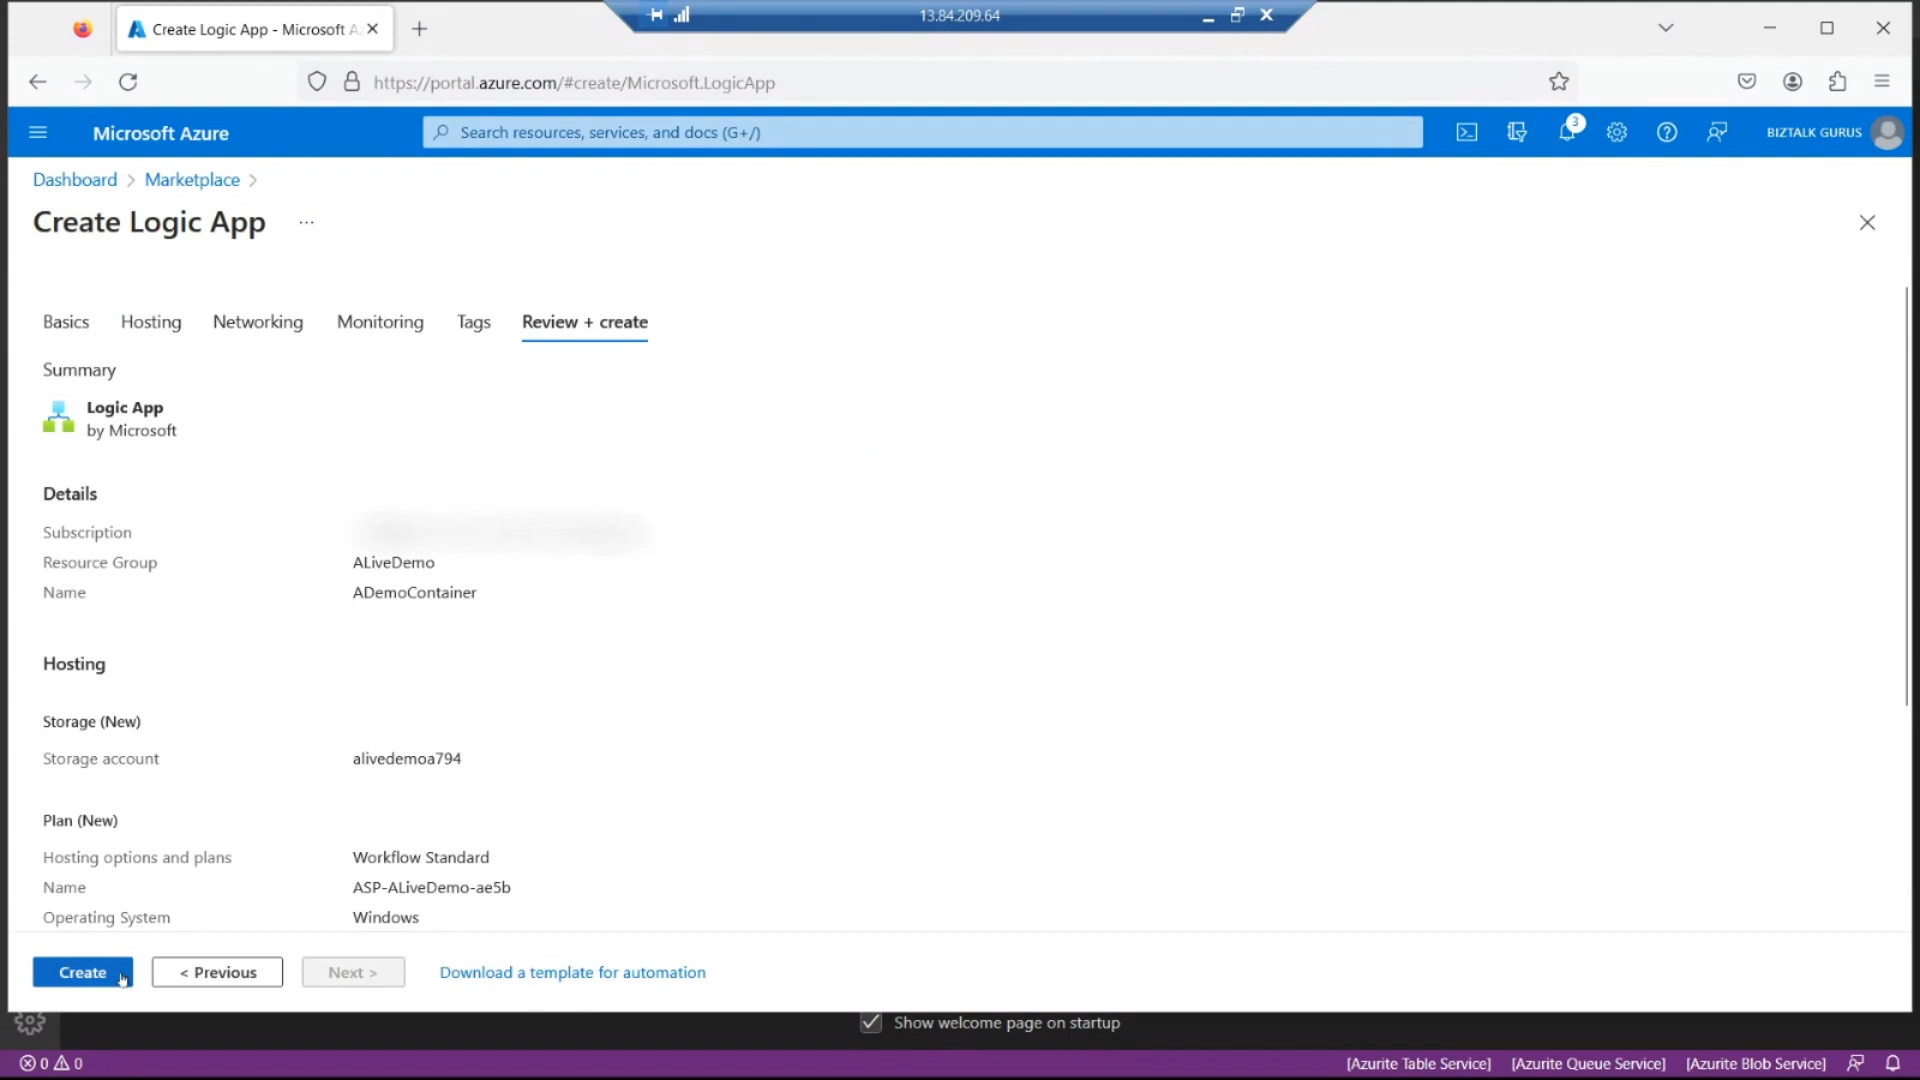 Create Logic App - Microsoft A
13.84.209.64
https://portal.azure.com/#create/Microsoft.LogicApp
Microsoft Azure
Search resources, services, and docs (G+/)
3
BIZTALK GURUS
Dashboard > Marketplace >
Create Logic App ...
Basics Hosting Networking Monitoring Tags Review + create
Summary
Logic App
by Microsoft
Details
Subscription
Resource Group ALiveDemo
Name ADemoContainer
Hosting
Storage (New)
Storage account alivedemoa794
Plan (New)
Hosting options and plans Workflow Standard
Name ASP-ALiveDemo-ae5b
Operating System Windows
Create < Previous Next > Download a template for automation
Show welcome page on startup
0 0 [Azurite Table Service] [Azurite Queue Service] [Azurite Blob Service]